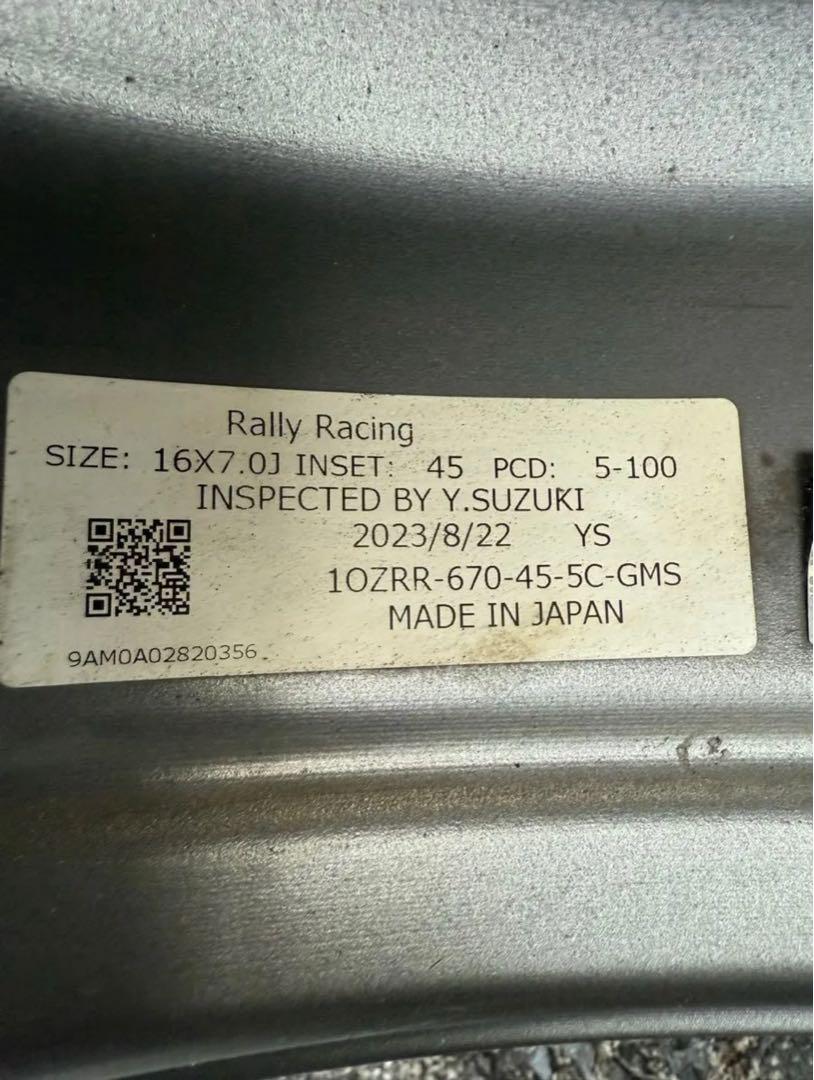 Rally Racing
SIZE: 16X7.0J INSET: 45 PCD: 5-100
INSPECTED BY Y.SUZUKI
2023/8/22 YS
1OZRR-670-45-5C-GMS
MADE IN JAPAN
9AM0A02820356